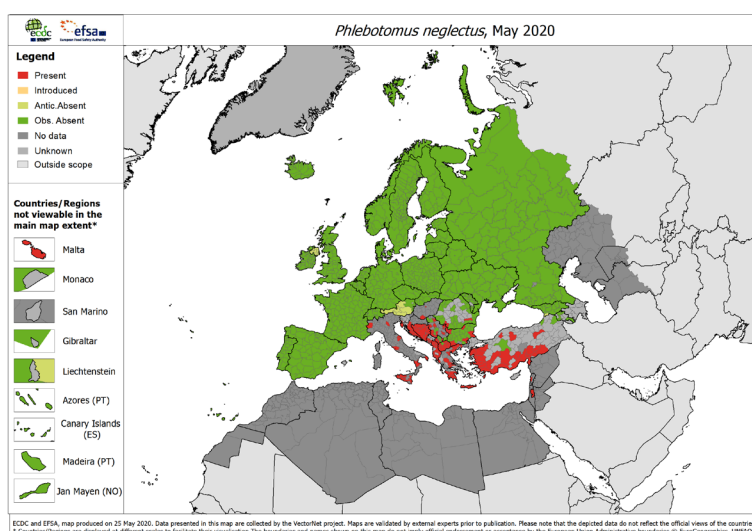 ecdc
efsa
European Food Safety Authority
Phlebotomus neglectus, May 2020
Legend
Present
Introduced
Antic.Absent
Obs. Absent
No data
Unknown
Outside scope
Countries/Regions
not viewable in the
main map extent*
Malta
Monaco
San Marino
Gibraltar
Liechtenstein
Azores (PT)
Canary Islands
(ES)
Madeira (PT)
Jan Mayen (NO)
ECDC and EFSA, map produced on 25 May 2020. Data presented in this map are collected by the VectorNet project. Maps are validated by external experts prior to publication. Please note that the depicted data do not reflect the official views of the